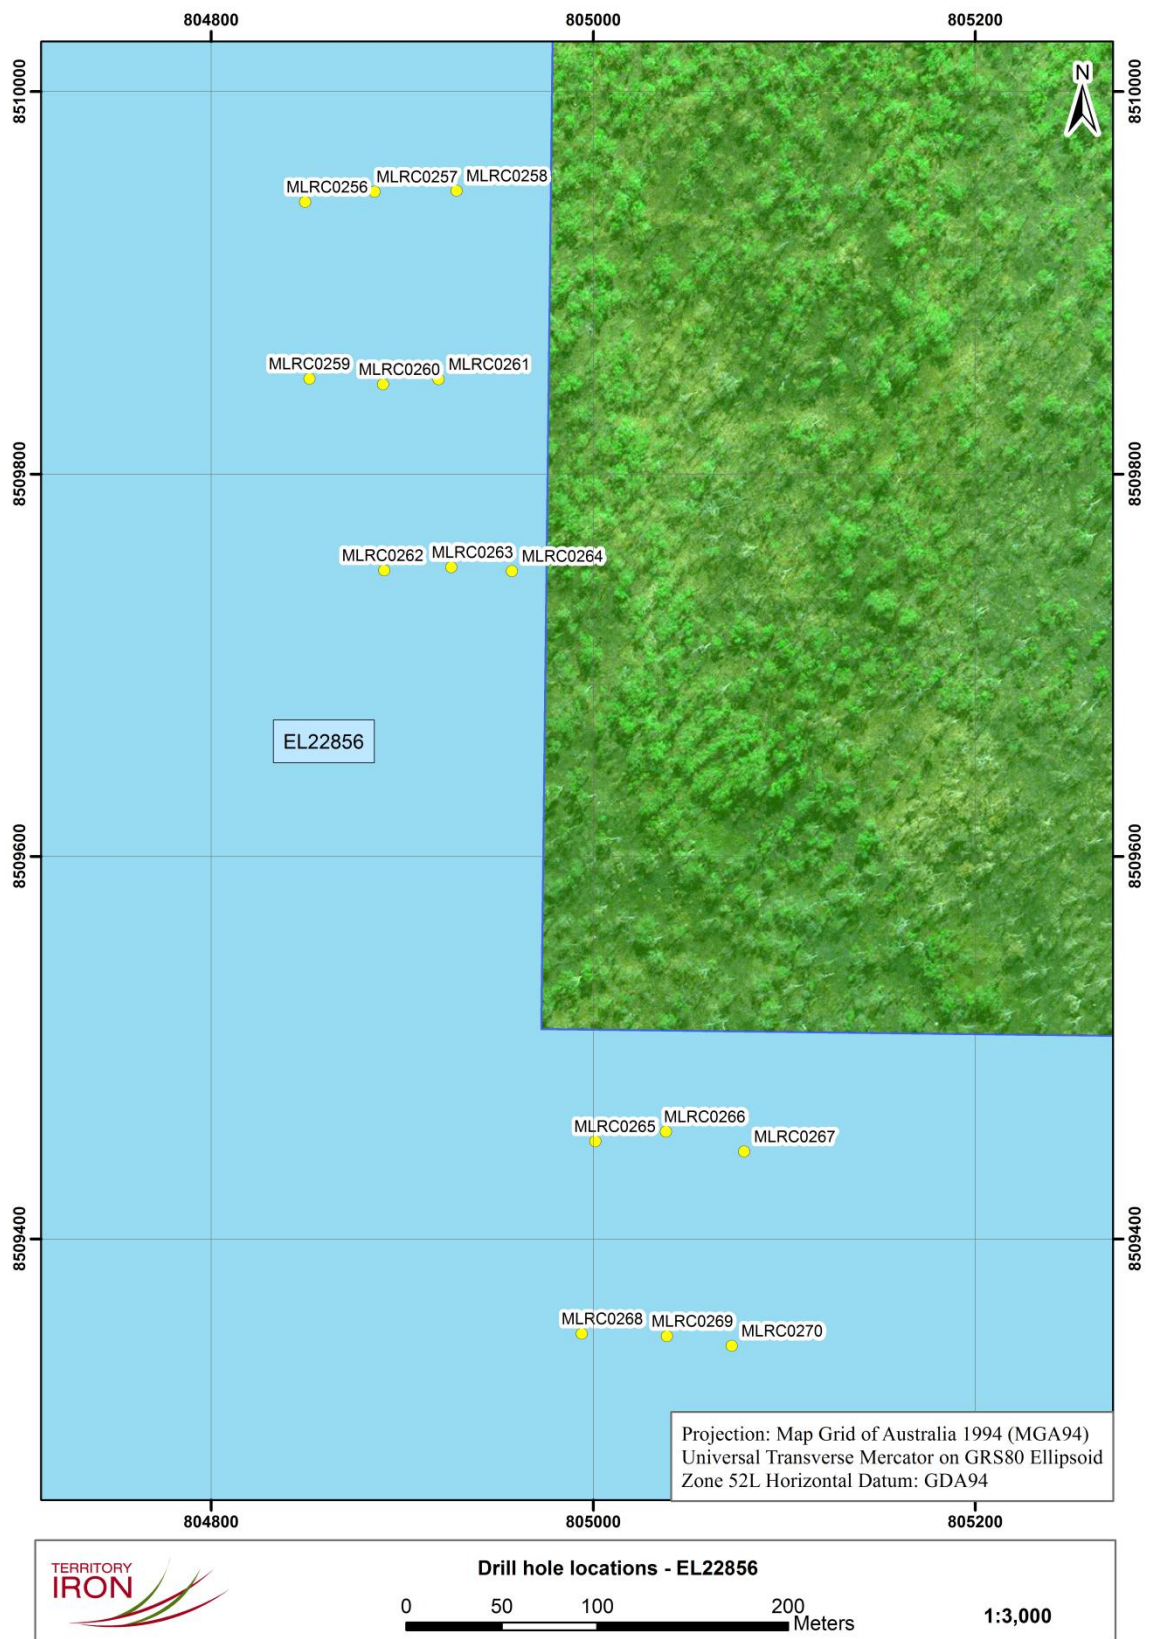 804800
805000
805200
8510000
8510000
N
MLRC0256
MLRC0257
MLRC0258
MLRC0259
MLRC0260
MLRC0261
8509800
8509800
MLRC0262
MLRC0263
MLRC0264
EL22856
8509600
8509600
MLRC0265
MLRC0266
MLRC0267
8509400
8509400
MLRC0268
MLRC0269
MLRC0270
Projection: Map Grid of Australia 1994 (MGA94)
Universal Transverse Mercator on GRS80 Ellipsoid
Zone 52L Horizontal Datum: GDA94
804800
805000
805200
TERRITORY
IRON
Drill hole locations - EL22856
0 50 100 200
Meters
1:3,000